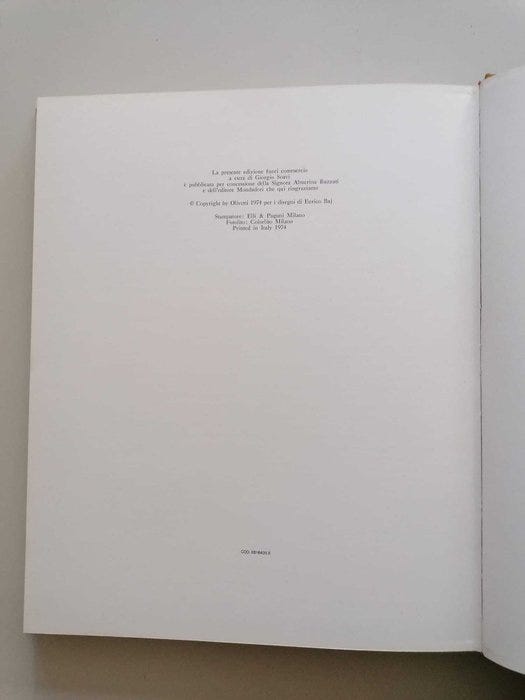 La presente edizione fuori commercio
a cura di Giorgio Soavi
è pubblicata per concessione della Signora Almerina Buzzati
e dell'editore Mondadori che qui ringraziamo
© Copyright by Olivetti 1974 per i disegni di Enrico Baj
Stampatore: Elli & Pagani Milano
Fotolito: Colorlito Milano
Printed in Italy 1974
COD.